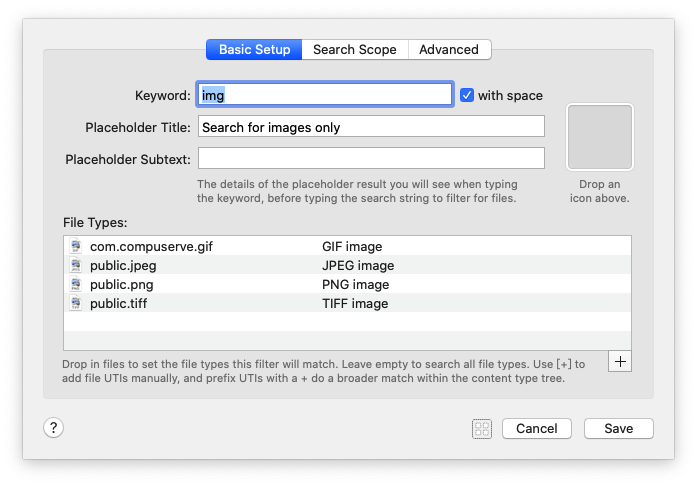 Basic Setup Search Scope Advanced
Keyword: img with space
Placeholder Title: Search for images only
Placeholder Subtext:
The details of the placeholder result you will see when typing
the keyword, before typing the search string to filter for files.
Drop an
icon above.
File Types:
com.compuserve.gif GIF image
public.jpeg JPEG image
public.png PNG image
public.tiff TIFF image
Drop in files to set the file types this filter will match. Leave empty to search all file types. Use [+] to
add file UTIs manually, and prefix UTIs with a + do a broader match within the content type tree.
+
? Cancel Save